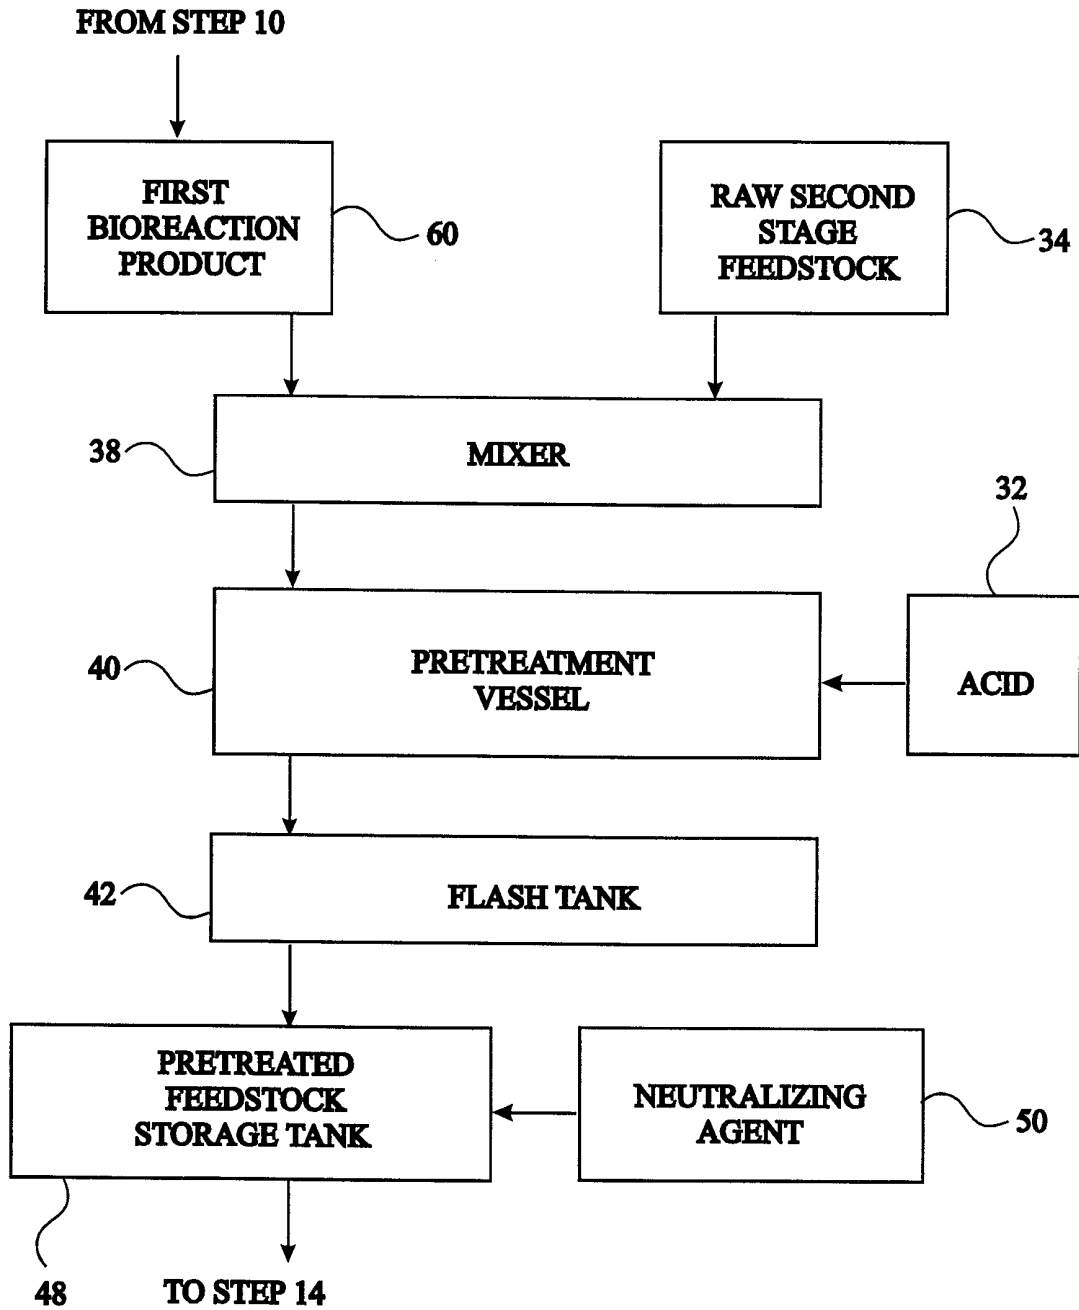 FROM STEP 10
FIRST
BIOREACTION
PRODUCT
60
RAW SECOND
STAGE
FEEDSTOCK
34
38
MIXER
32
40
PRETREATMENT
VESSEL
ACID
42
FLASH TANK
PRETREATED
FEEDSTOCK
STORAGE TANK
NEUTRALIZING
AGENT
50
48
TO STEP 14